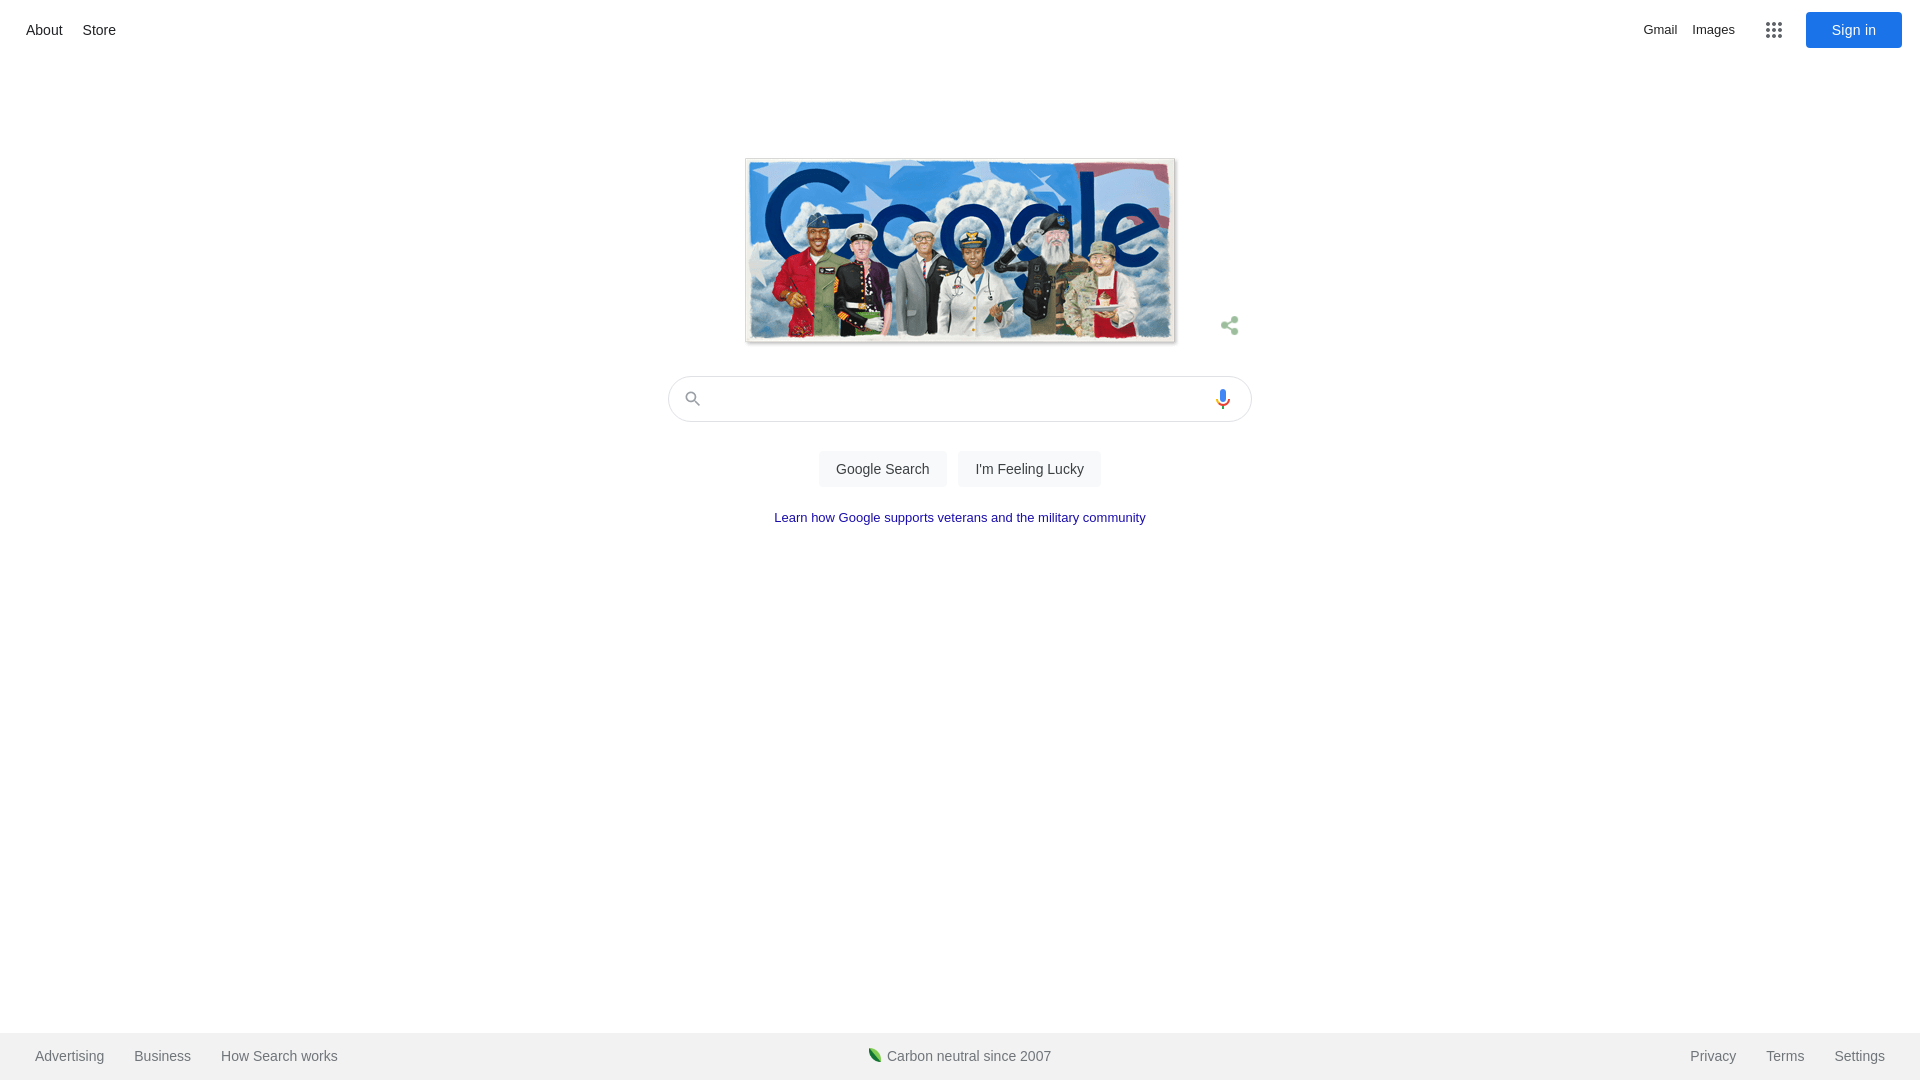 About Store
Gmail Images Sign in
Google
Google Search I'm Feeling Lucky
Learn how Google supports veterans and the military community
Advertising Business How Search works Carbon neutral since 2007 Privacy Terms Settings